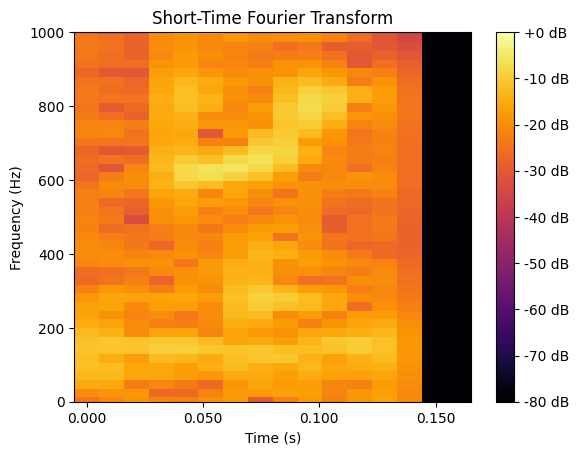 Short-Time Fourier Transform
Frequency (Hz)
1000
800
600
400
200
0
0.000
0.050
0.100
0.150
Time (s)
+0 dB
-10 dB
-20 dB
-30 dB
-40 dB
-50 dB
-60 dB
-70 dB
-80 dB